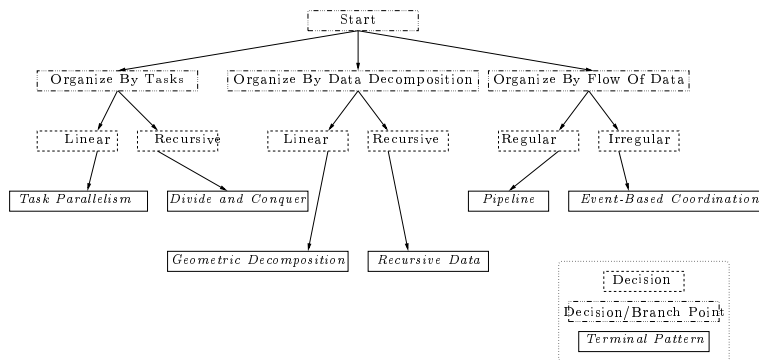 Start
Organize By Tasks
Organize By Data Decomposition
Organize By Flow Of Data
Linear
Recursive
Linear
Recursive
Regular
Irregular
Task Parallelism
Divide and Conquer
Pipeline
Event-Based Coordination
Geometric Decomposition
Recursive Data
Decision
Decision/Branch Point
Terminal Pattern